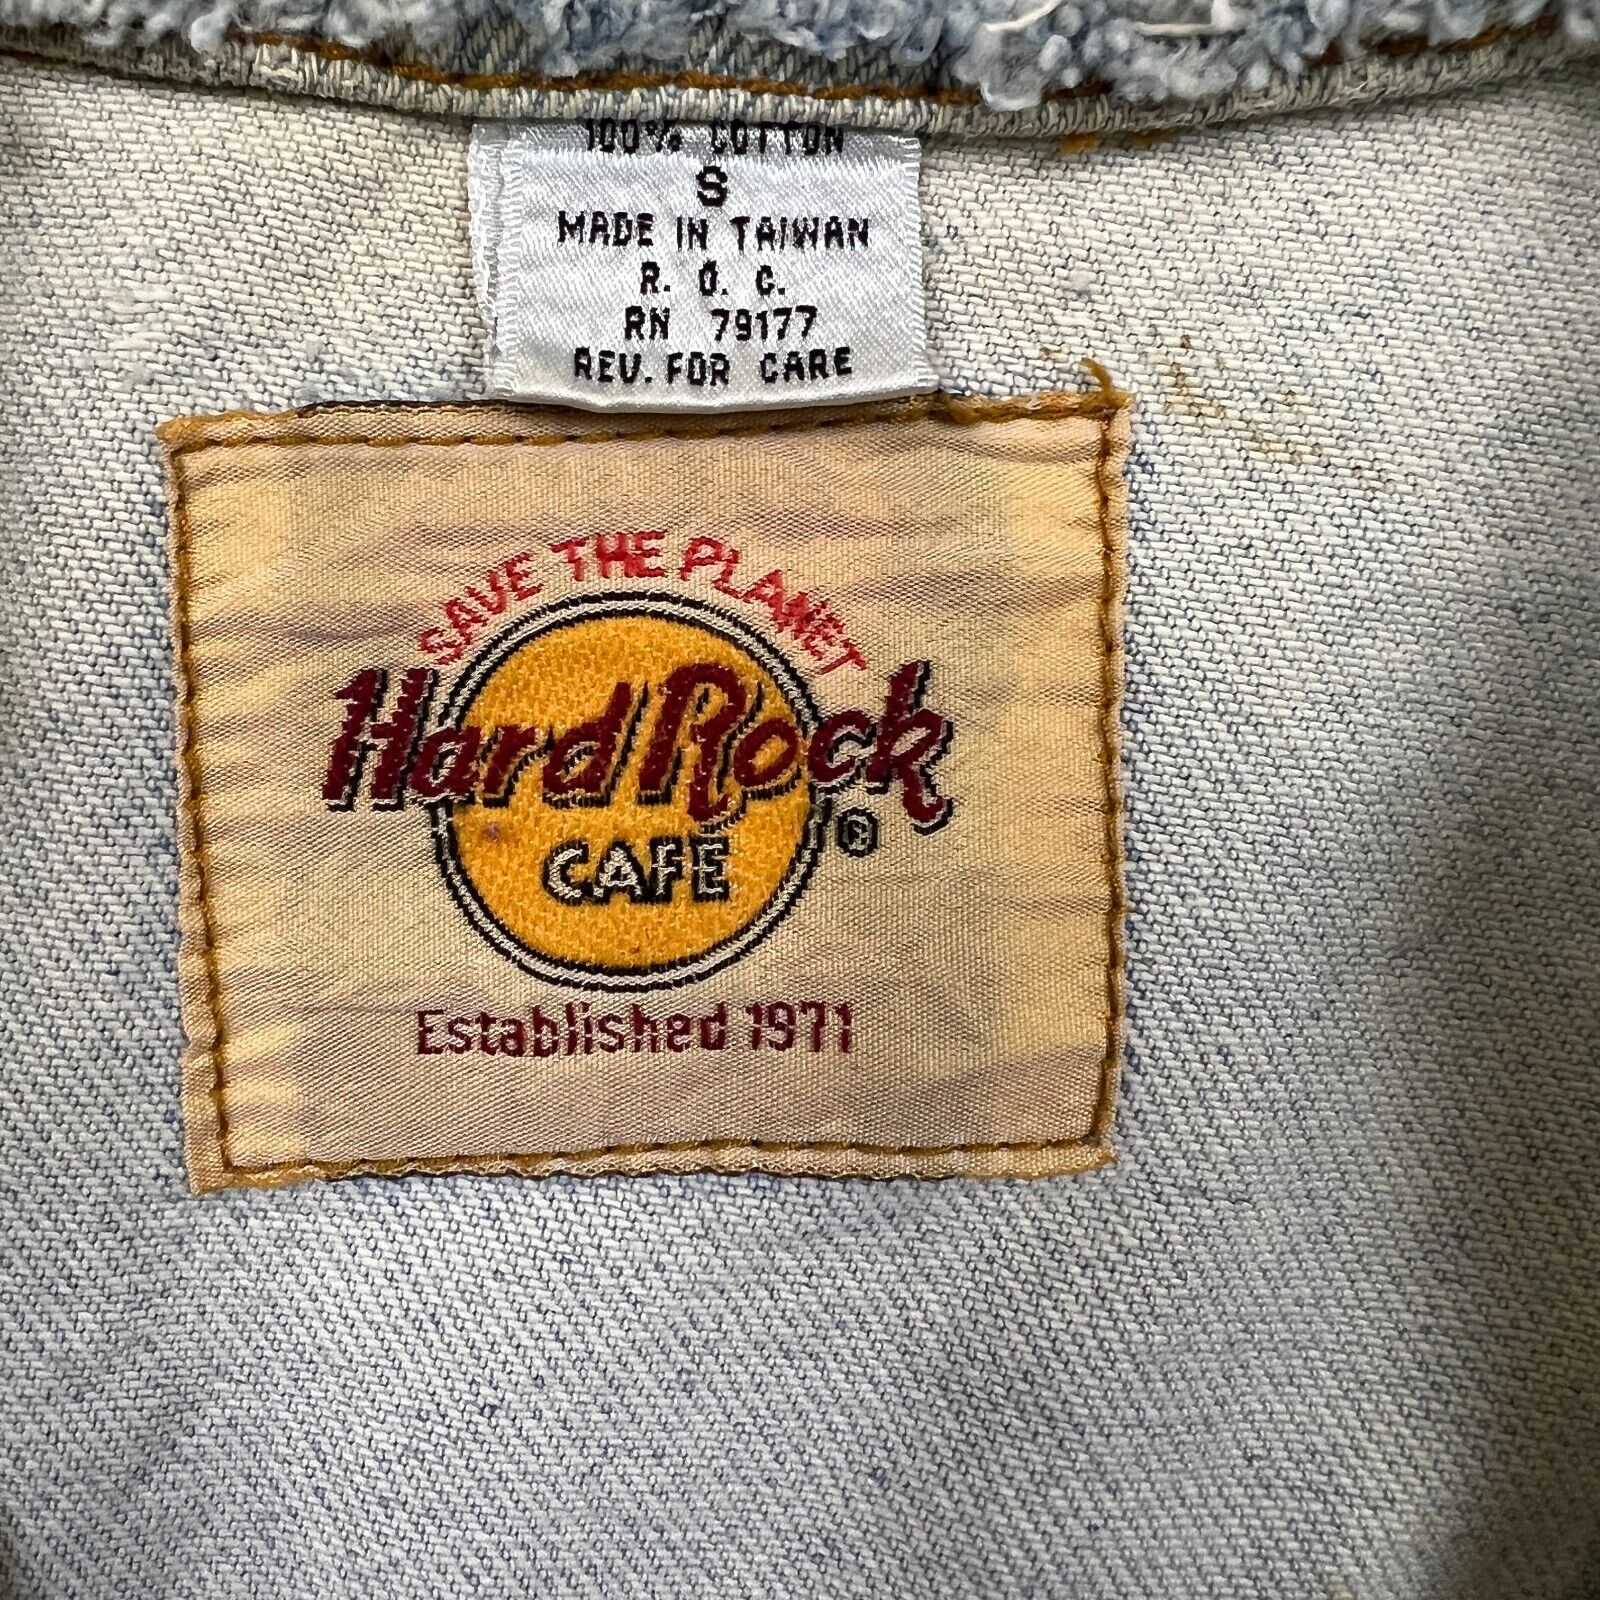 100% COTTON
S
MADE IN TAIWAN
R. O. C.
RN 79177
REV. FOR CARE
SAVE THE PLANET
Hard Rock
CAFE ®
Established 1971